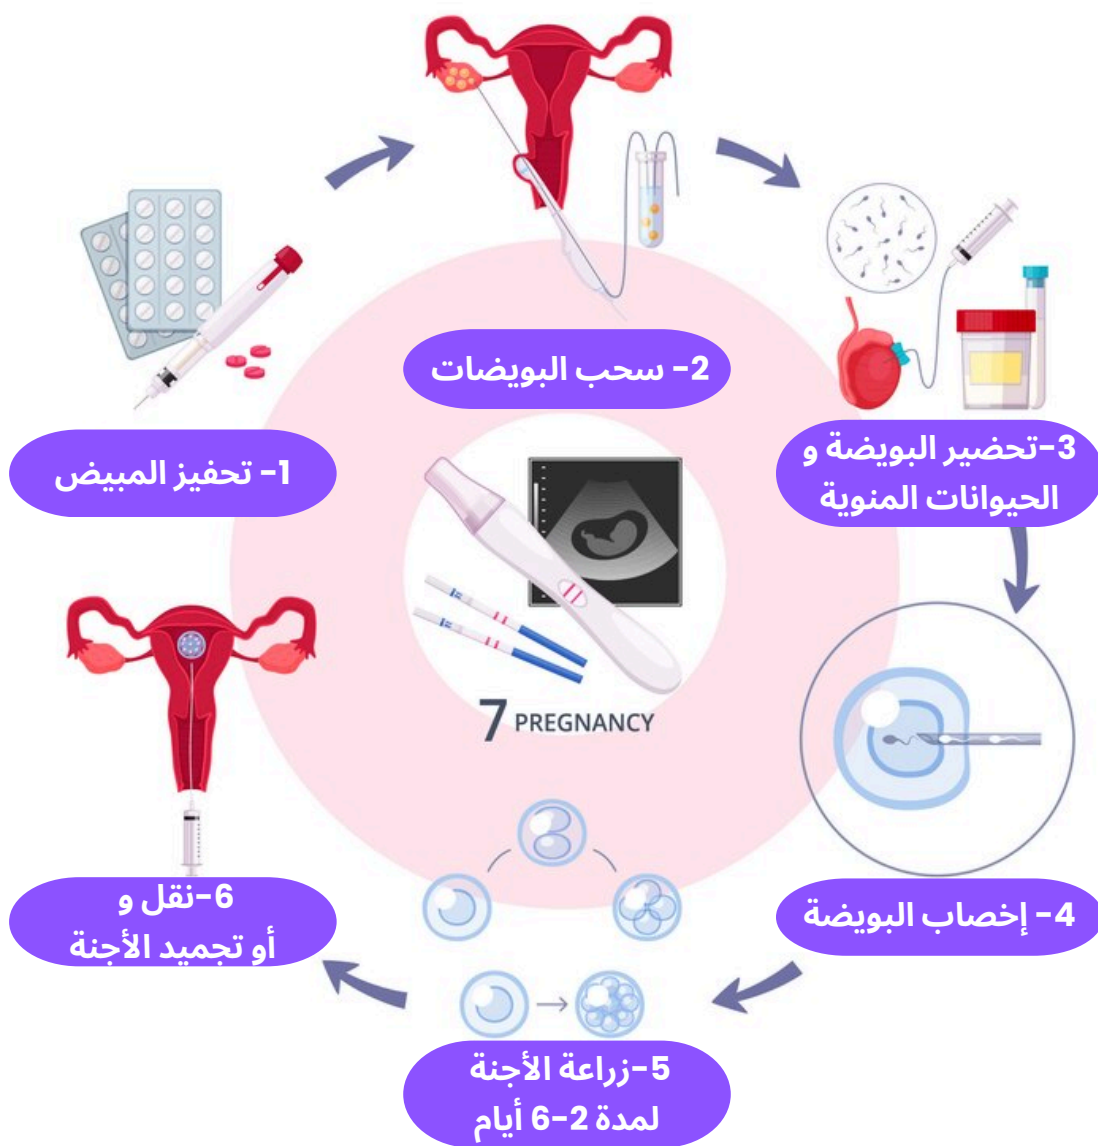 1- تحفيز المبيض
2- سحب البويضات
3-تحضير البويضة و
الحيوانات المنوية
4- إخصاب البويضة
5-زراعة الأجنة
لمدة 2-6 أيام
6-نقل و
أو تجميد الأجنة
7 PREGNANCY